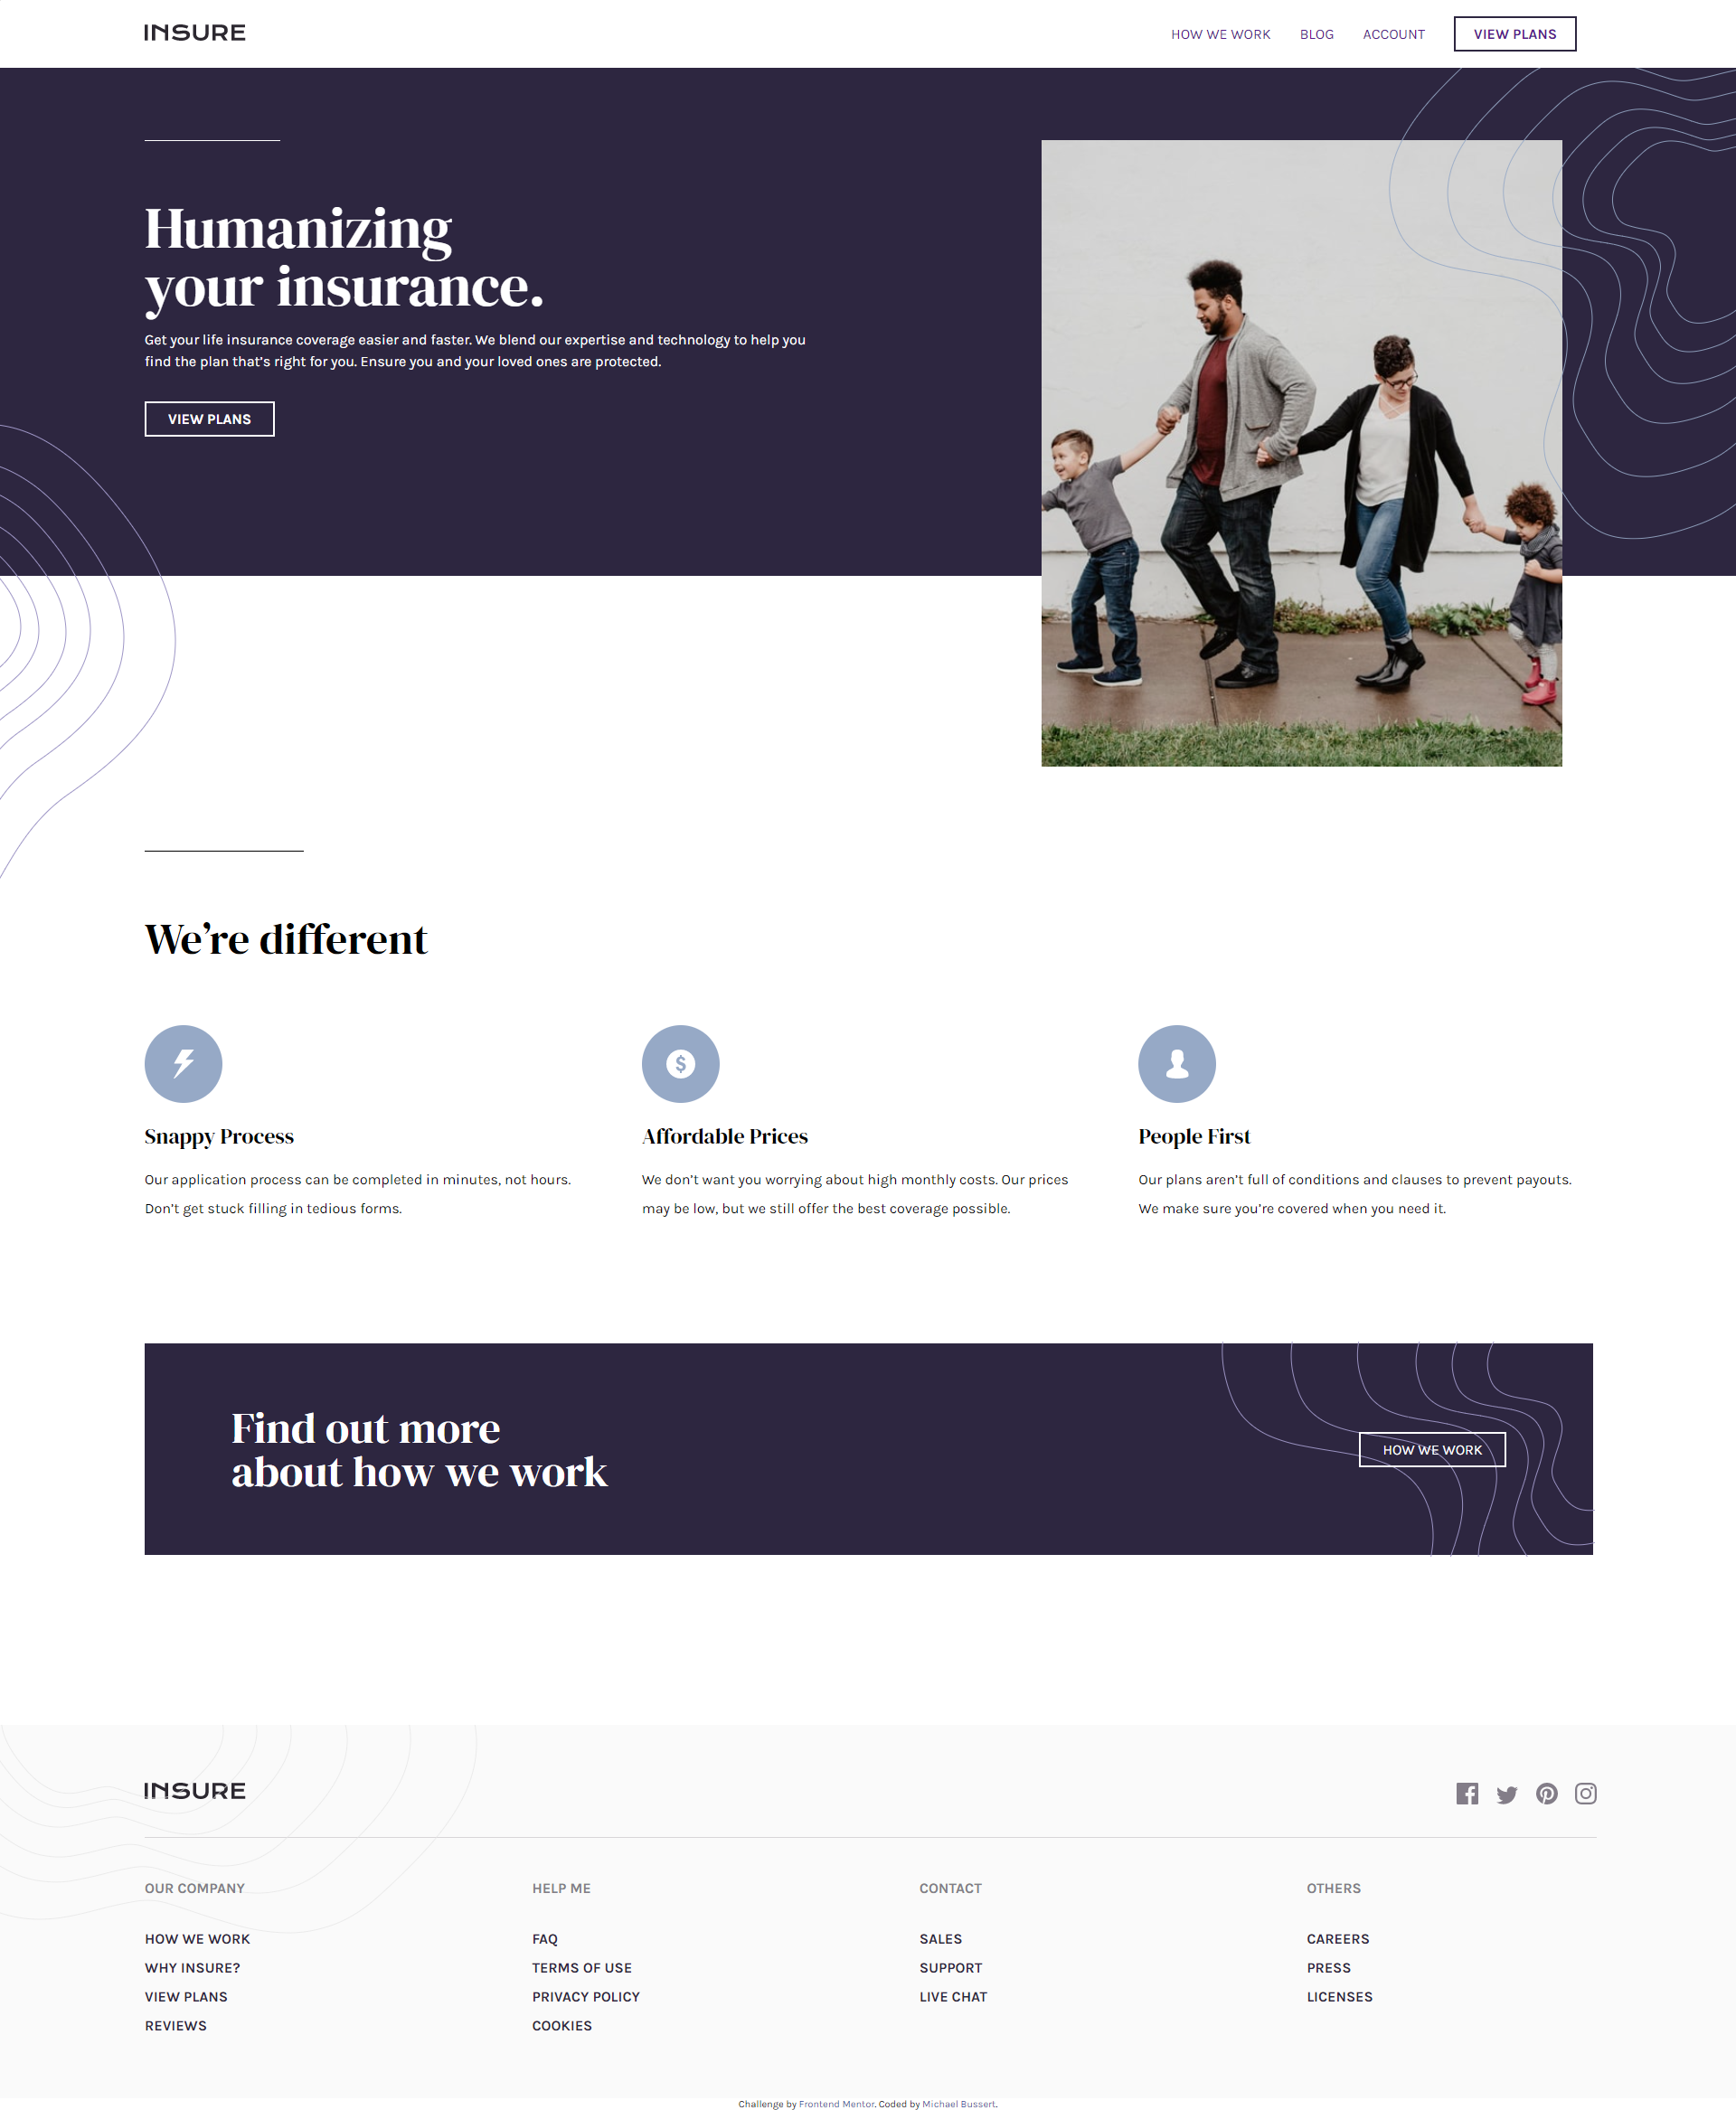 INSURE
HOW WE WORK
BLOG
ACCOUNT
VIEW PLANS
Humanizing
your insurance.
Get your life insurance coverage easier and faster. We blend our expertise and technology to help you
find the plan that’s right for you. Ensure you and your loved ones are protected.
VIEW PLANS
We’re different
Snappy Process
Our application process can be completed in minutes, not hours.
Don’t get stuck filling in tedious forms.
Affordable Prices
We don’t want you worrying about high monthly costs. Our prices
may be low, but we still offer the best coverage possible.
People First
Our plans aren’t full of conditions and clauses to prevent payouts.
We make sure you’re covered when you need it.
Find out more
about how we work
HOW WE WORK
INSURE
OUR COMPANY
HOW WE WORK
WHY INSURE?
VIEW PLANS
REVIEWS
HELP ME
FAQ
TERMS OF USE
PRIVACY POLICY
COOKIES
CONTACT
SALES
SUPPORT
LIVE CHAT
OTHERS
CAREERS
PRESS
LICENSES
Challenge by Frontend Mentor. Coded by Michael Bussert.